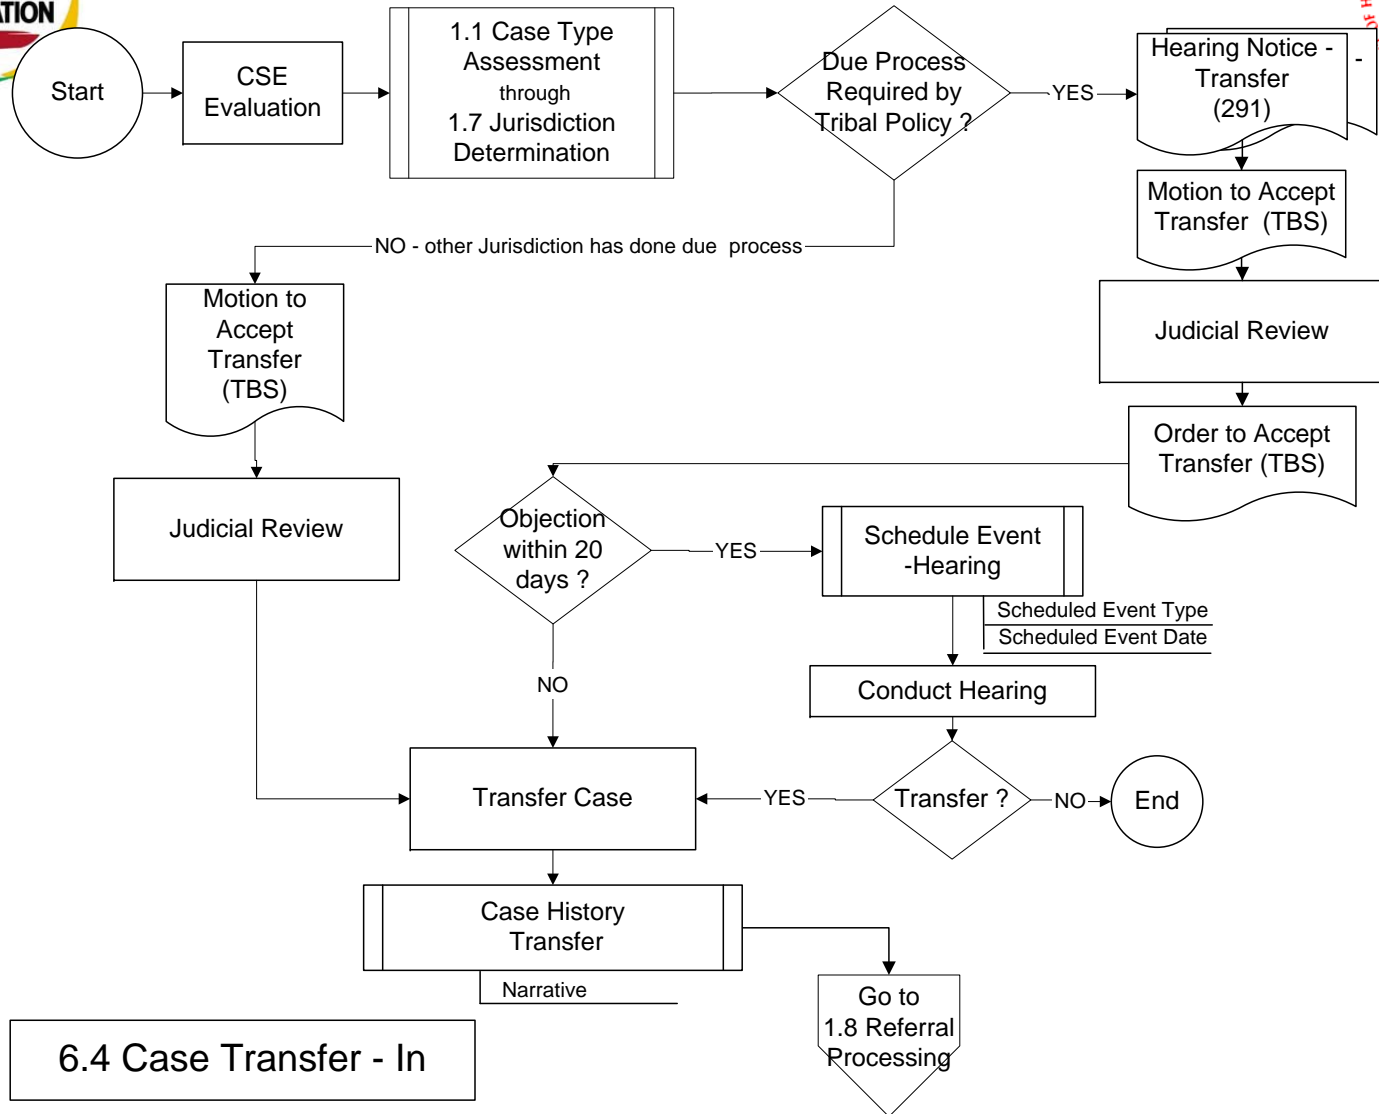 ATION
H OF
Start
CSE
Evaluation
1.1 Case Type
Assessment
through
1.7 Jurisdiction
Determination
Due Process
Required by
Tribal Policy ?
YES
Hearing Notice -
Transfer
(291)
-
Motion to Accept
Transfer (TBS)
NO - other Jurisdiction has done due process
Motion to
Accept
Transfer
(TBS)
Judicial Review
Order to Accept
Transfer (TBS)
Judicial Review
Objection
within 20
days ?
YES
Schedule Event
-Hearing
Scheduled Event Type
Scheduled Event Date
NO
Conduct Hearing
Transfer Case
YES
Transfer ?
NO
End
Case History
Transfer
Narrative
Go to
1.8 Referral
Processing
6.4 Case Transfer - In